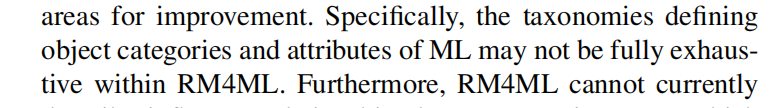 areas for improvement. Specifically, the taxonomies defining
object categories and attributes of ML may not be fully exhaus-
tive within RM4ML. Furthermore, RM4ML cannot currently